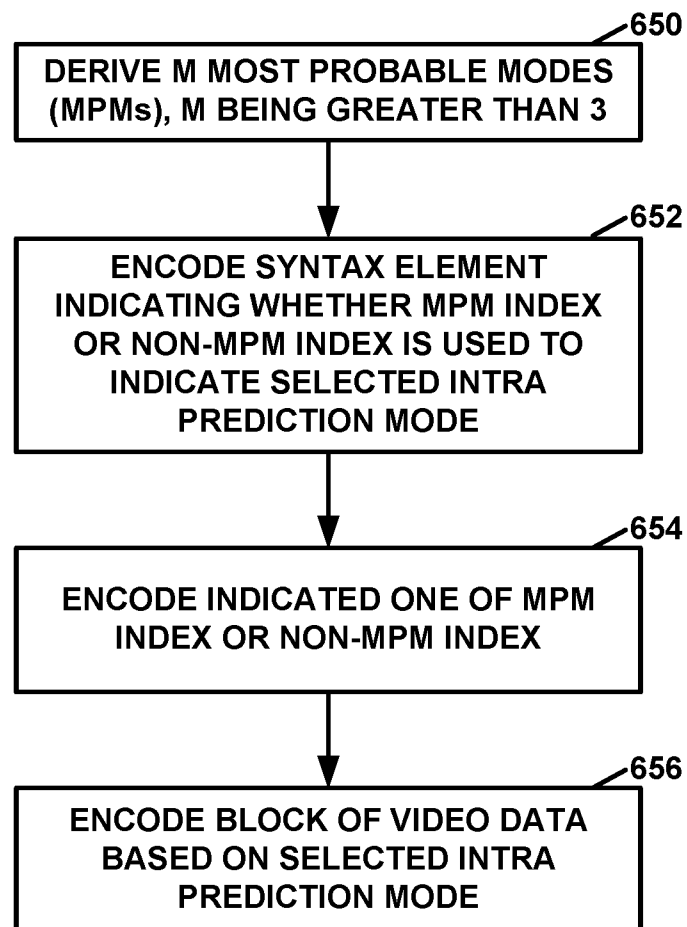 650
DERIVE M MOST PROBABLE MODES
(MPMs), M BEING GREATER THAN 3
652
ENCODE SYNTAX ELEMENT
INDICATING WHETHER MPM INDEX
OR NON-MPM INDEX IS USED TO
INDICATE SELECTED INTRA
PREDICTION MODE
654
ENCODE INDICATED ONE OF MPM
INDEX OR NON-MPM INDEX
656
ENCODE BLOCK OF VIDEO DATA
BASED ON SELECTED INTRA
PREDICTION MODE